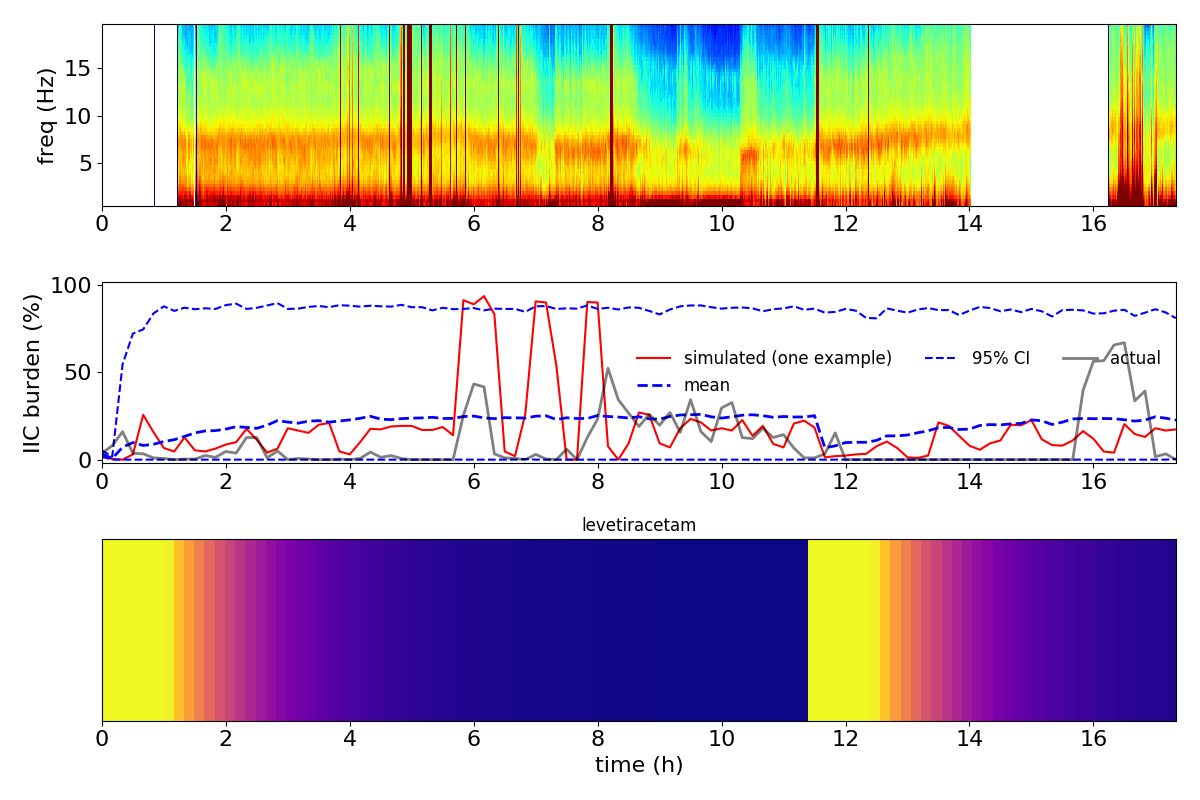 freq (Hz)
15
10
5
0 2 4 6 8 10 12 14 16
IIC burden (%)
100
50
0
simulated (one example) 95% CI actual
mean
0 2 4 6 8 10 12 14 16
levetiracetam
0 2 4 6 8 10 12 14 16
time (h)